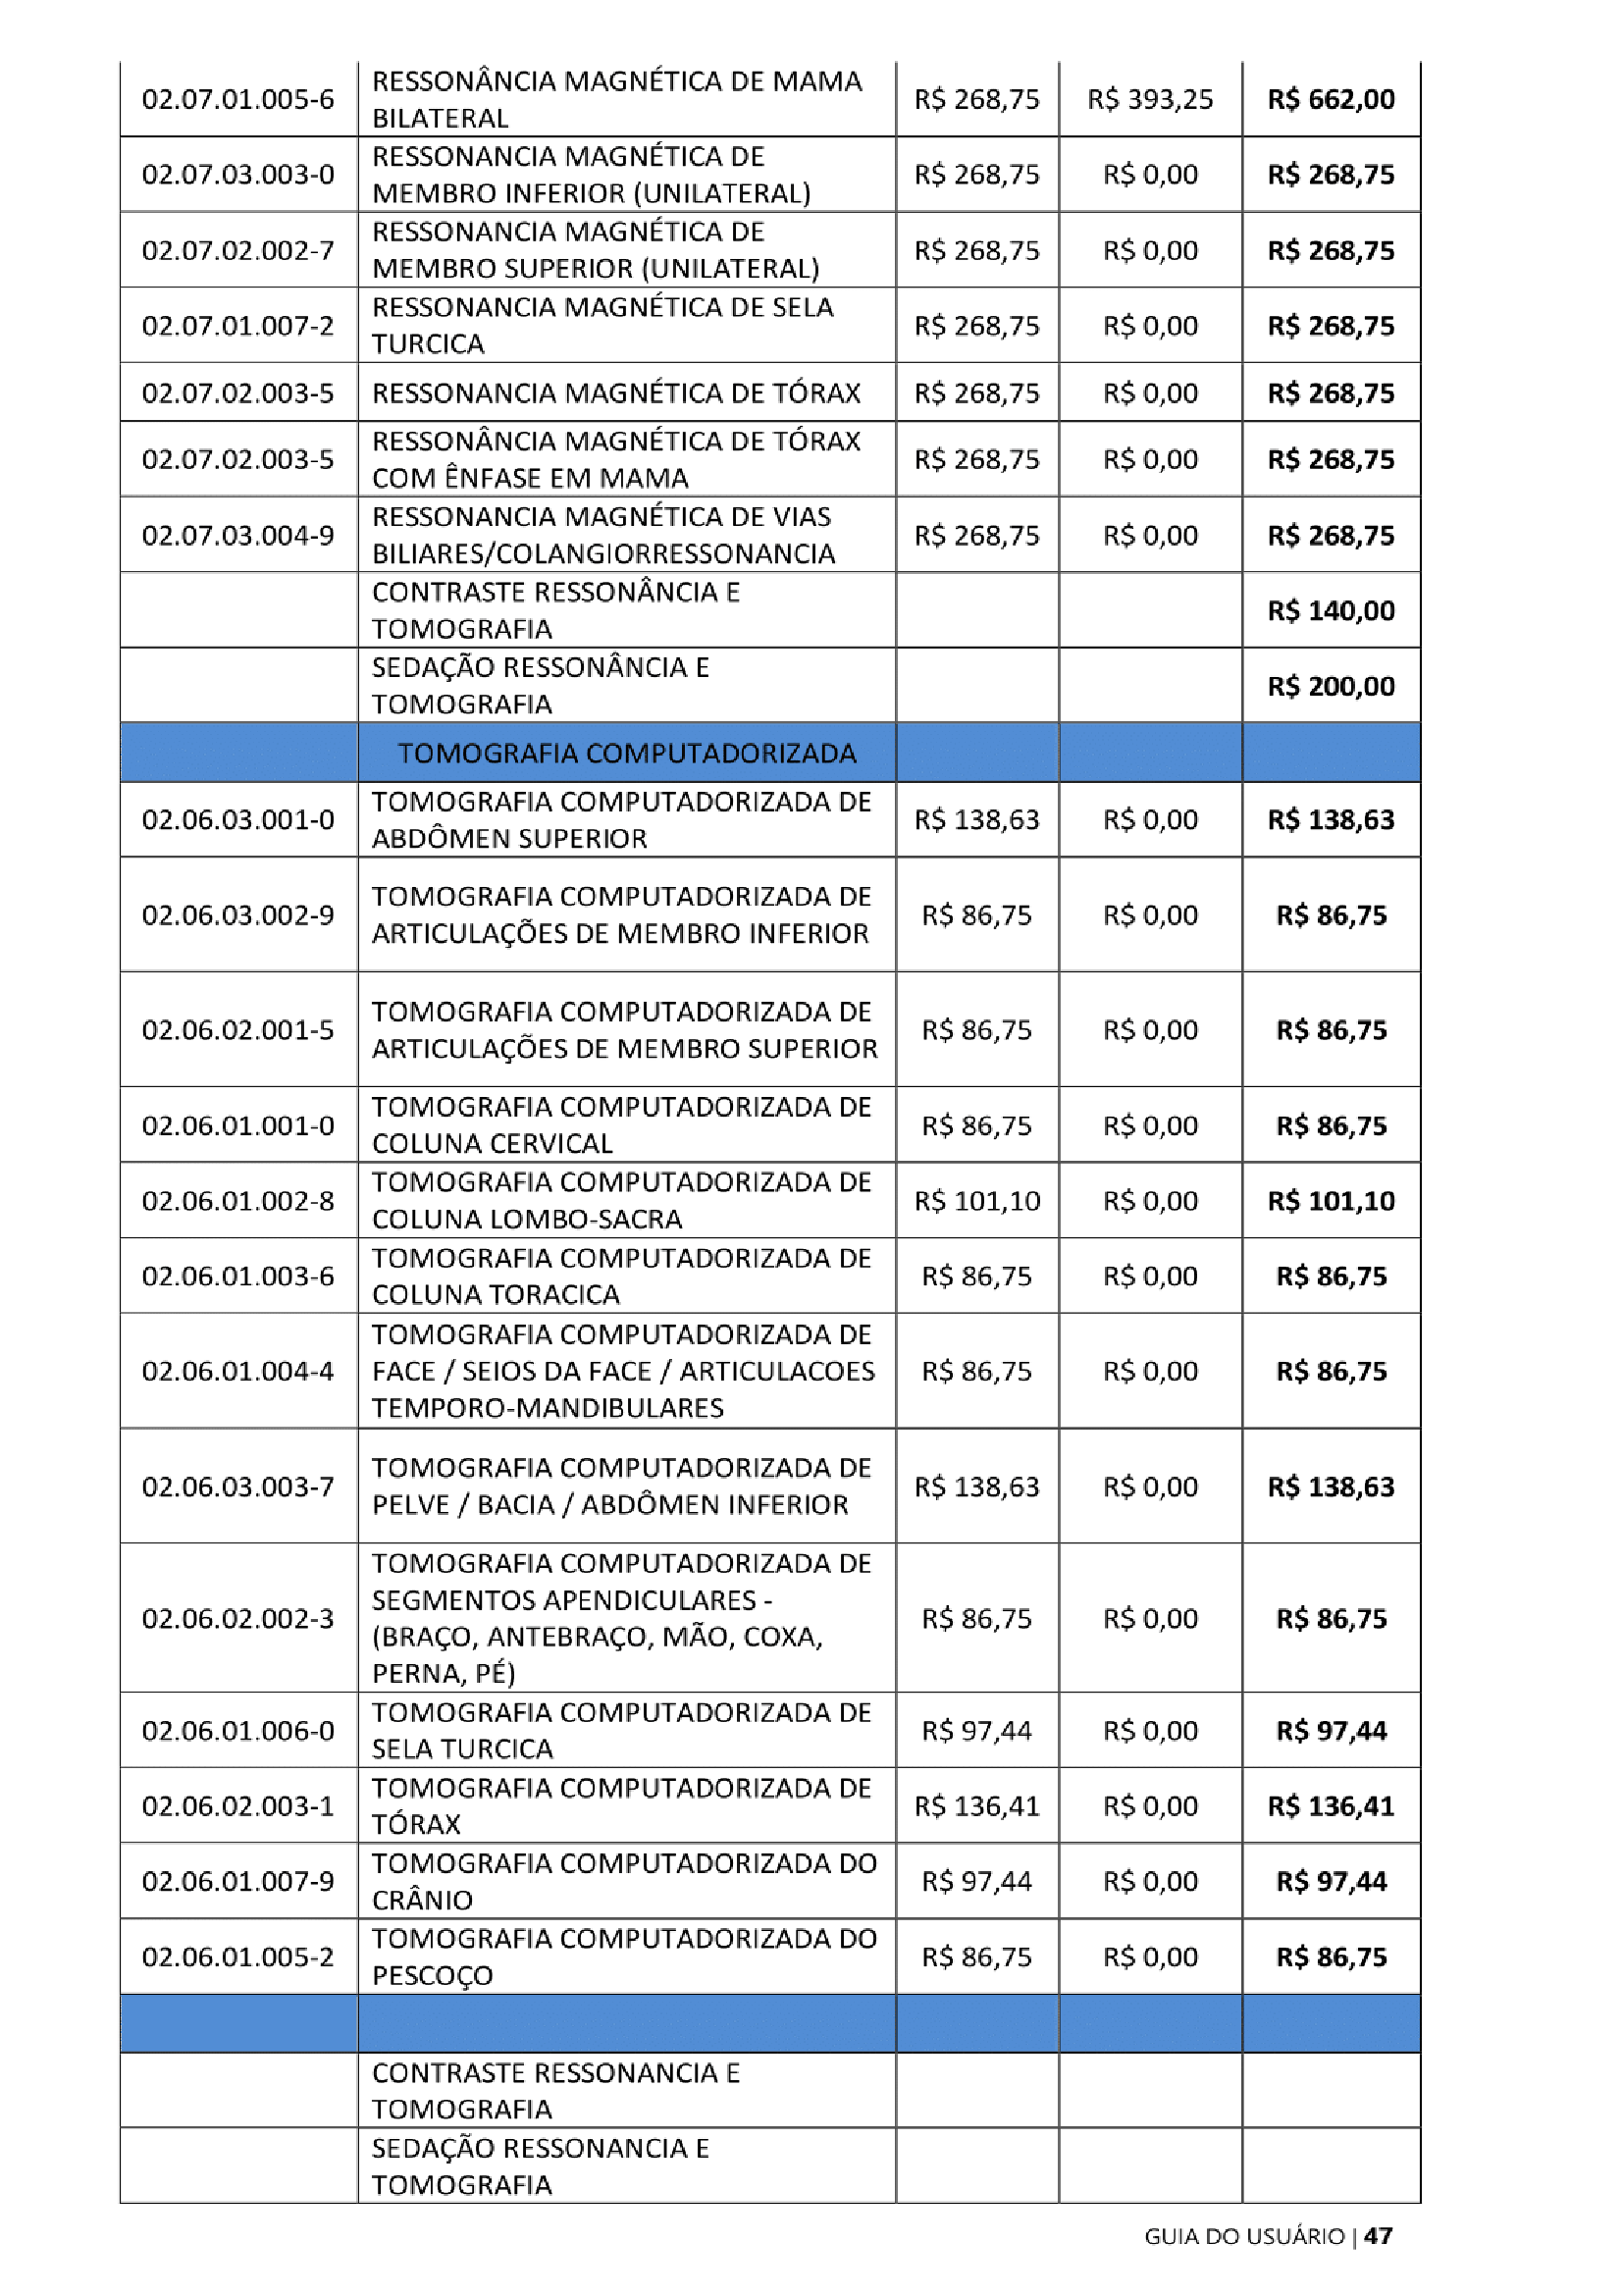 02.07.01.005-6 RESSONÂNCIA MAGNÉTICA DE MAMA
BILATERAL R$ 268,75 R$ 393,25 R$ 662,00
02.07.03.003-0 RESSONANCIA MAGNÉTICA DE
MEMBRO INFERIOR (UNILATERAL) R$ 268,75 R$ 0,00 R$ 268,75
02.07.02.002-7 RESSONANCIA MAGNÉTICA DE
MEMBRO SUPERIOR (UNILATERAL) R$ 268,75 R$ 0,00 R$ 268,75
02.07.01.007-2 RESSONANCIA MAGNÉTICA DE SELA
TURCICA R$ 268,75 R$ 0,00 R$ 268,75
02.07.02.003-5 RESSONANCIA MAGNÉTICA DE TÓRAX R$ 268,75 R$ 0,00 R$ 268,75
02.07.02.003-5 RESSONÂNCIA MAGNÉTICA DE TÓRAX
COM ÊNFASE EM MAMA R$ 268,75 R$ 0,00 R$ 268,75
02.07.03.004-9 RESSONANCIA MAGNÉTICA DE VIAS
BILIARES/COLANGIORRESSONANCIA R$ 268,75 R$ 0,00 R$ 268,75
CONTRASTE RESSONÂNCIA E
TOMOGRAFIA R$ 140,00
SEDAÇÃO RESSONÂNCIA E
TOMOGRAFIA R$ 200,00
TOMOGRAFIA COMPUTADORIZADA
02.06.03.001-0 TOMOGRAFIA COMPUTADORIZADA DE
ABDÔMEN SUPERIOR R$ 138,63 R$ 0,00 R$ 138,63
02.06.03.002-9 TOMOGRAFIA COMPUTADORIZADA DE
ARTICULAÇÕES DE MEMBRO INFERIOR R$ 86,75 R$ 0,00 R$ 86,75
02.06.02.001-5 TOMOGRAFIA COMPUTADORIZADA DE
ARTICULAÇÕES DE MEMBRO SUPERIOR R$ 86,75 R$ 0,00 R$ 86,75
02.06.01.001-0 TOMOGRAFIA COMPUTADORIZADA DE
COLUNA CERVICAL R$ 86,75 R$ 0,00 R$ 86,75
02.06.01.002-8 TOMOGRAFIA COMPUTADORIZADA DE
COLUNA LOMBO-SACRA R$ 101,10 R$ 0,00 R$ 101,10
02.06.01.003-6 TOMOGRAFIA COMPUTADORIZADA DE
COLUNA TORACICA R$ 86,75 R$ 0,00 R$ 86,75
02.06.01.004-4 TOMOGRAFIA COMPUTADORIZADA DE
FACE / SEIOS DA FACE / ARTICULACOES
TEMPORO-MANDIBULARES R$ 86,75 R$ 0,00 R$ 86,75
02.06.03.003-7 TOMOGRAFIA COMPUTADORIZADA DE
PELVE / BACIA / ABDÔMEN INFERIOR R$ 138,63 R$ 0,00 R$ 138,63
02.06.02.002-3 TOMOGRAFIA COMPUTADORIZADA DE
SEGMENTOS APENDICULARES -
(BRAÇO, ANTEBRAÇO, MÃO, COXA,
PERNA, PÉ) R$ 86,75 R$ 0,00 R$ 86,75
02.06.01.006-0 TOMOGRAFIA COMPUTADORIZADA DE
SELA TURCICA R$ 97,44 R$ 0,00 R$ 97,44
02.06.02.003-1 TOMOGRAFIA COMPUTADORIZADA DE
TÓRAX R$ 136,41 R$ 0,00 R$ 136,41
02.06.01.007-9 TOMOGRAFIA COMPUTADORIZADA DO
CRÂNIO R$ 97,44 R$ 0,00 R$ 97,44
02.06.01.005-2 TOMOGRAFIA COMPUTADORIZADA DO
PESCOÇO R$ 86,75 R$ 0,00 R$ 86,75
CONTRASTE RESSONANCIA E
TOMOGRAFIA
SEDAÇÃO RESSONANCIA E
TOMOGRAFIA
GUIA DO USUÁRIO | 47